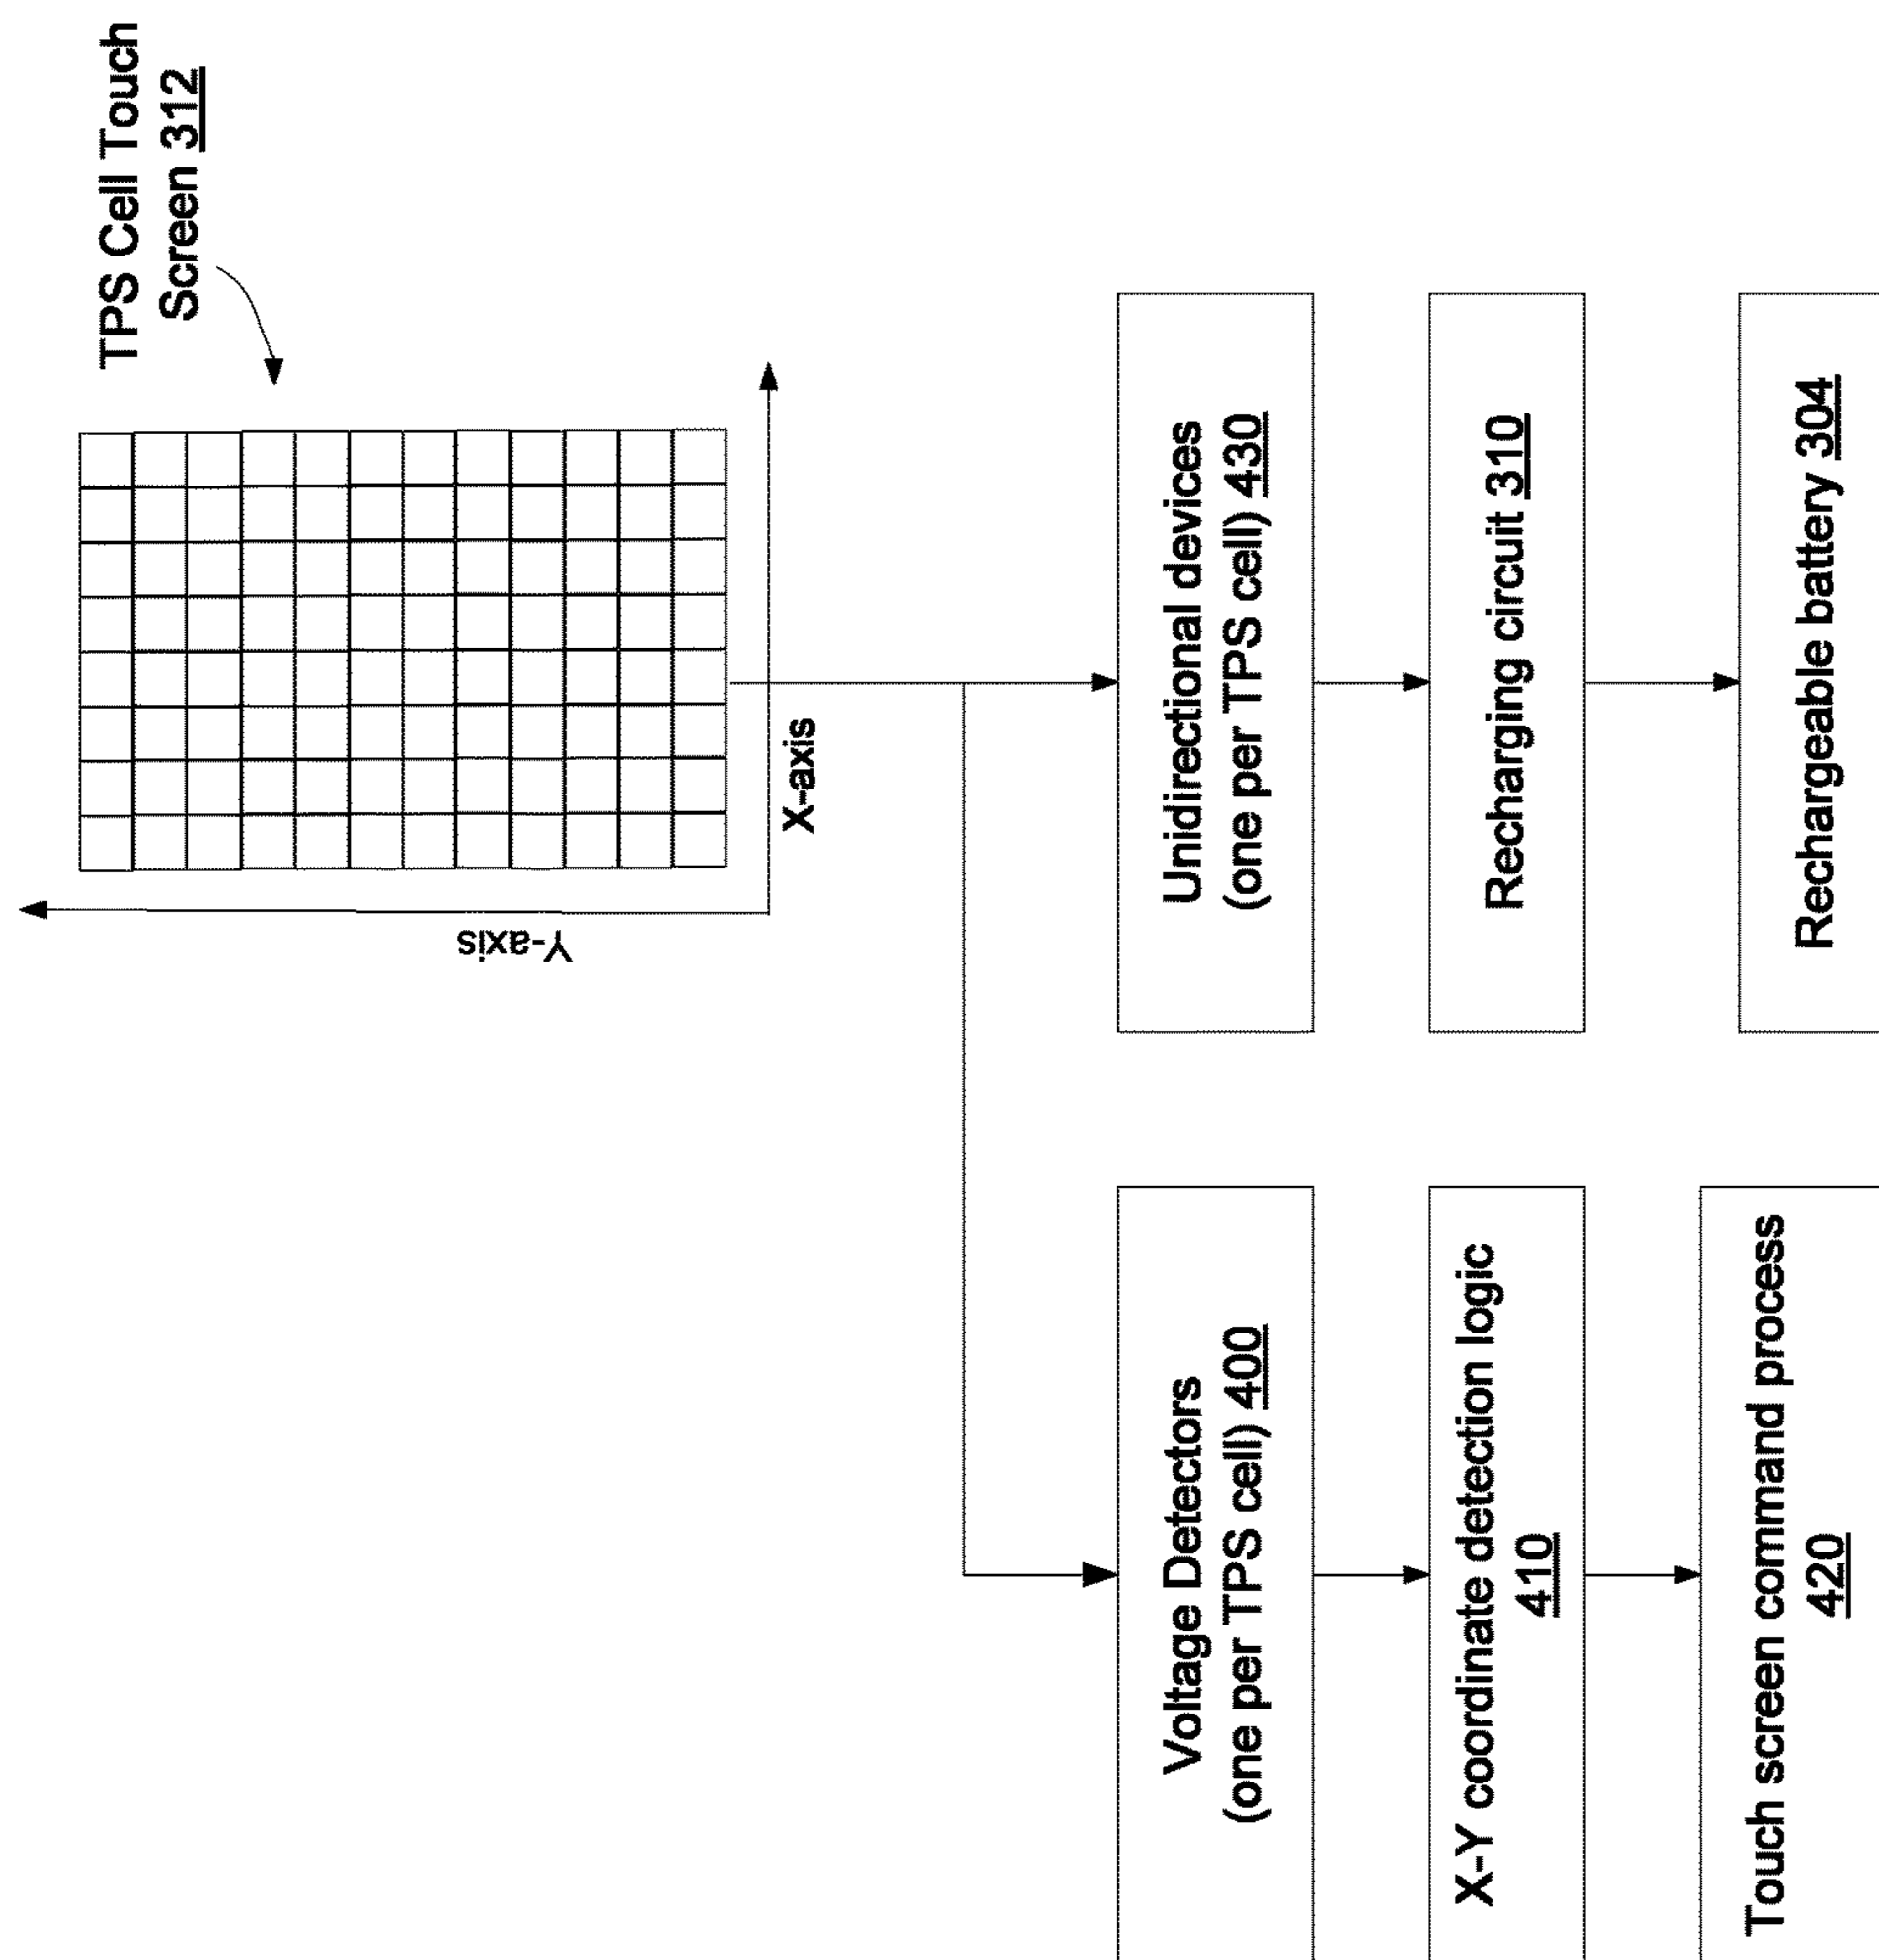 TPS Cell Touch
Screen 312
Y-axis
X-axis
Voltage Detectors
(one per TPS cell) 400
X-Y coordinate detection logic
410
Touch screen command process
420
Unidirectional devices
(one per TPS cell) 430
Recharging circuit 310
Rechargeable battery 304